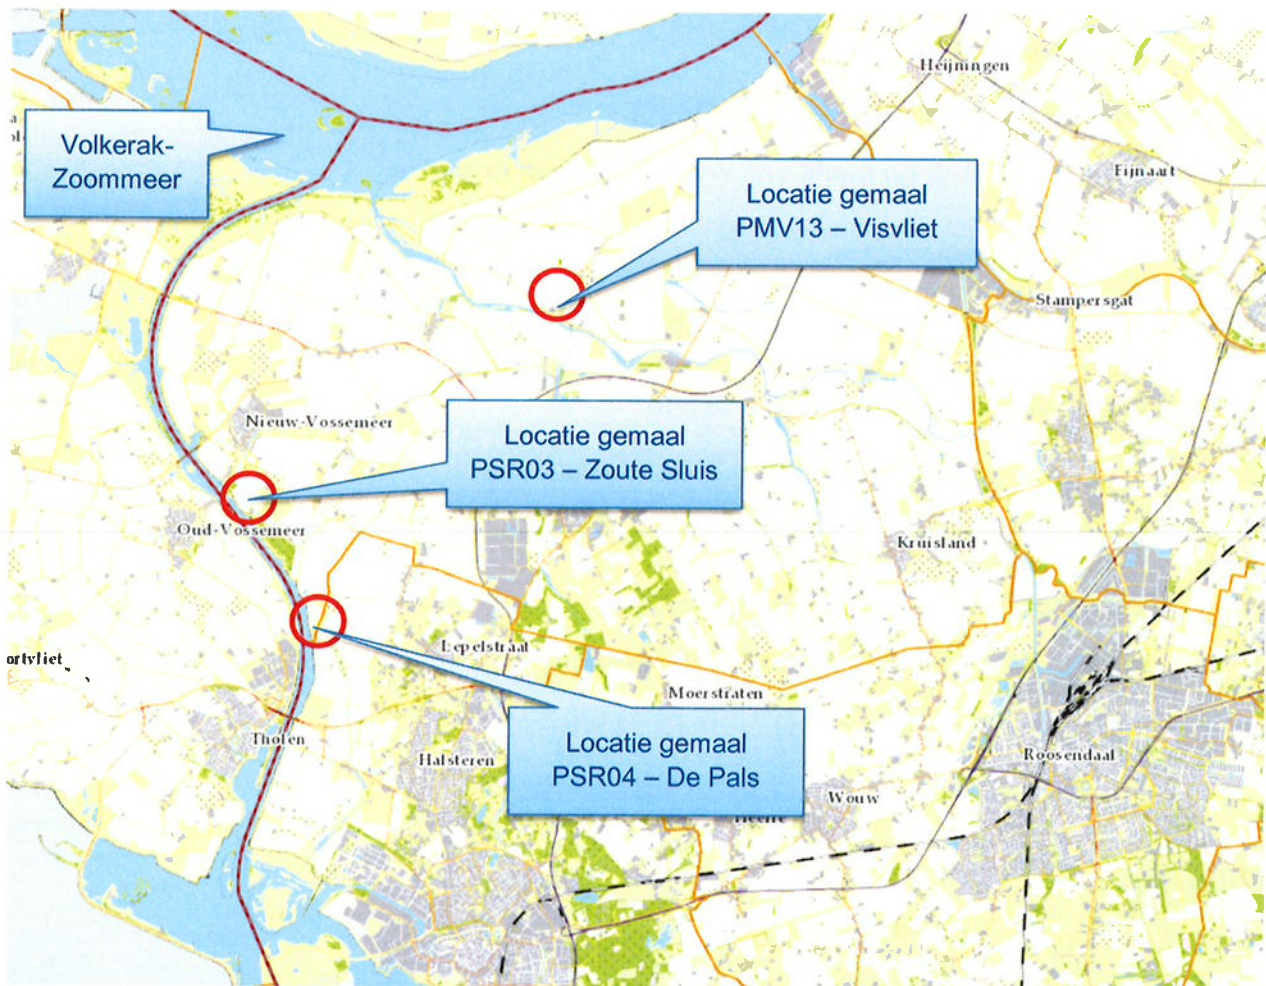 Heijningen
Volkerak-
Zoommeer
Fijnaart
Locatie gemaal
PMV13 – Visvliet
Stampersgat
Nieuw-Vossemeer
Locatie gemaal
PSR03 – Zoute Sluis
Oud-Vossemeer
Kruisland
Lepelstraat
ortvliet
Moerstraten
Tholen
Locatie gemaal
PSR04 – De Pals
Halsteren
Roosendaal
Wouw